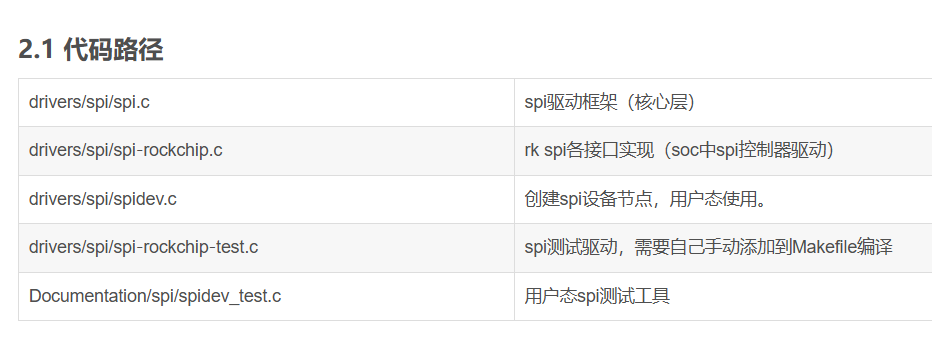 2.1 代码路径
drivers/spi/spi.c spi驱动框架（核心层）
drivers/spi/spi-rockchip.c rk spi各接口实现（soc中spi控制器驱动）
drivers/spi/spidev.c 创建spi设备节点，用户态使用。
drivers/spi/spi-rockchip-test.c spi测试驱动，需要自己手动添加到Makefile编译
Documentation/spi/spidev_test.c 用户态spi测试工具